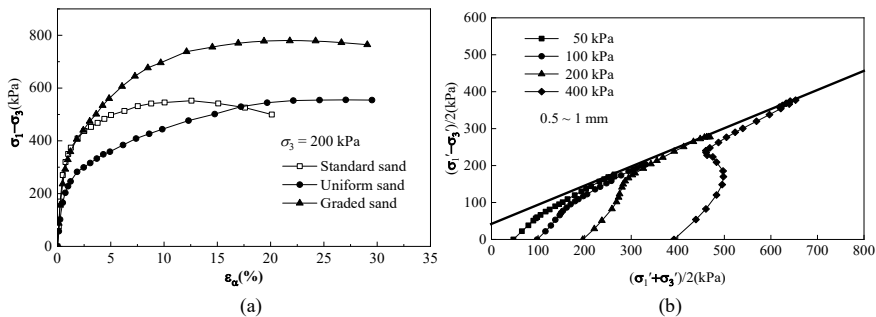 800
600
400
200
0
σ₁−σ₃(kPa)
0
5
10
15
20
25
30
35
εα(%)
σ₃ = 200 kPa
Standard sand
Uniform sand
Graded sand
(a)
600
500
400
300
200
100
0
(σ₁′−σ₃′)/2(kPa)
0
100
200
300
400
500
600
700
800
(σ₁′+σ₃′)/2(kPa)
50 kPa
100 kPa
200 kPa
400 kPa
0.5 ~ 1 mm
(b)